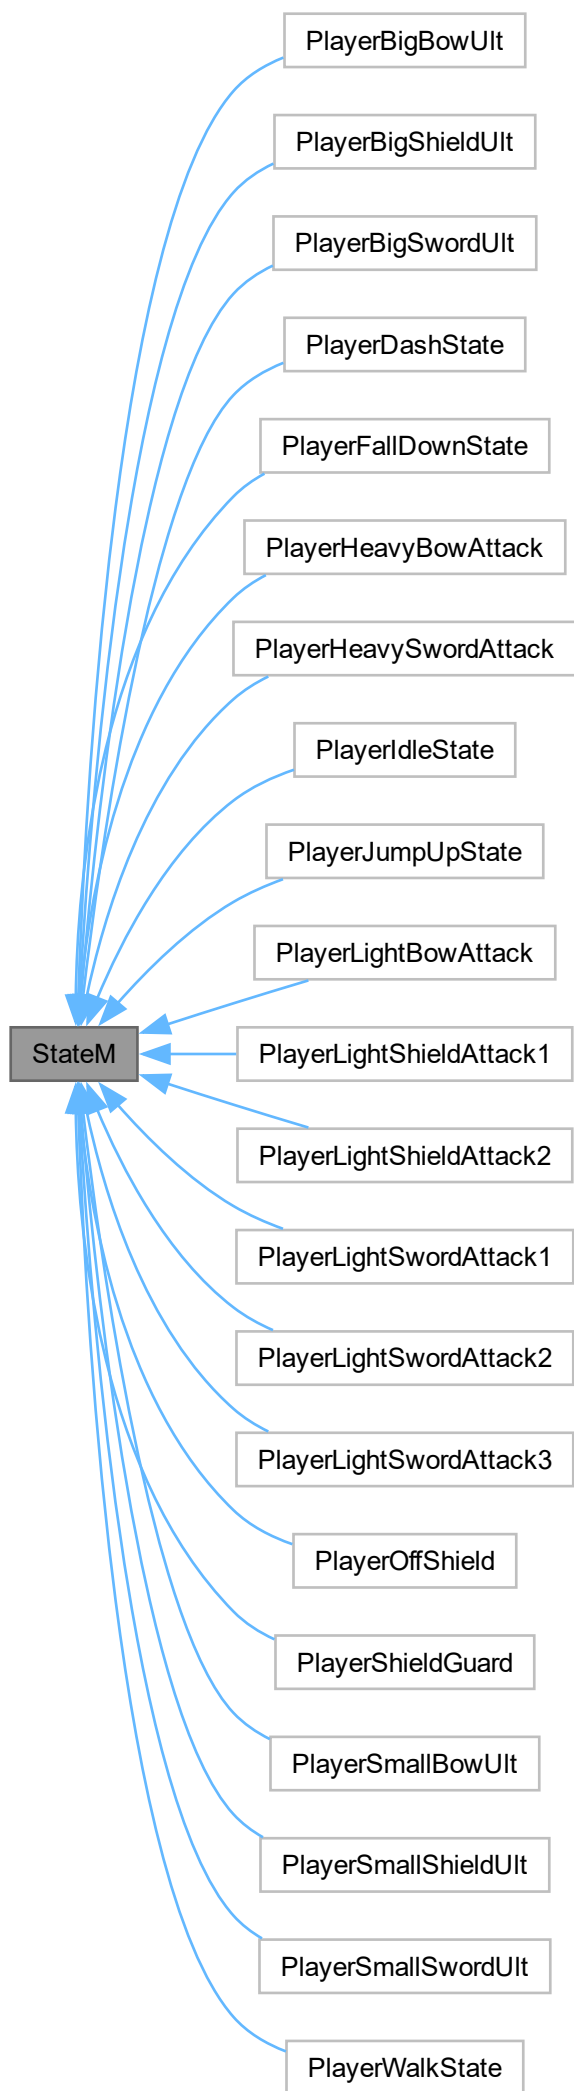 PlayerBigBowUlt
PlayerBigShieldUlt
PlayerBigSwordUlt
PlayerDashState
PlayerFallDownState
PlayerHeavyBowAttack
PlayerHeavySwordAttack
PlayerIdleState
PlayerJumpUpState
PlayerLightBowAttack
StateM
PlayerLightShieldAttack1
PlayerLightShieldAttack2
PlayerLightSwordAttack1
PlayerLightSwordAttack2
PlayerLightSwordAttack3
PlayerOffShield
PlayerShieldGuard
PlayerSmallBowUlt
PlayerSmallShieldUlt
PlayerSmallSwordUlt
PlayerWalkState